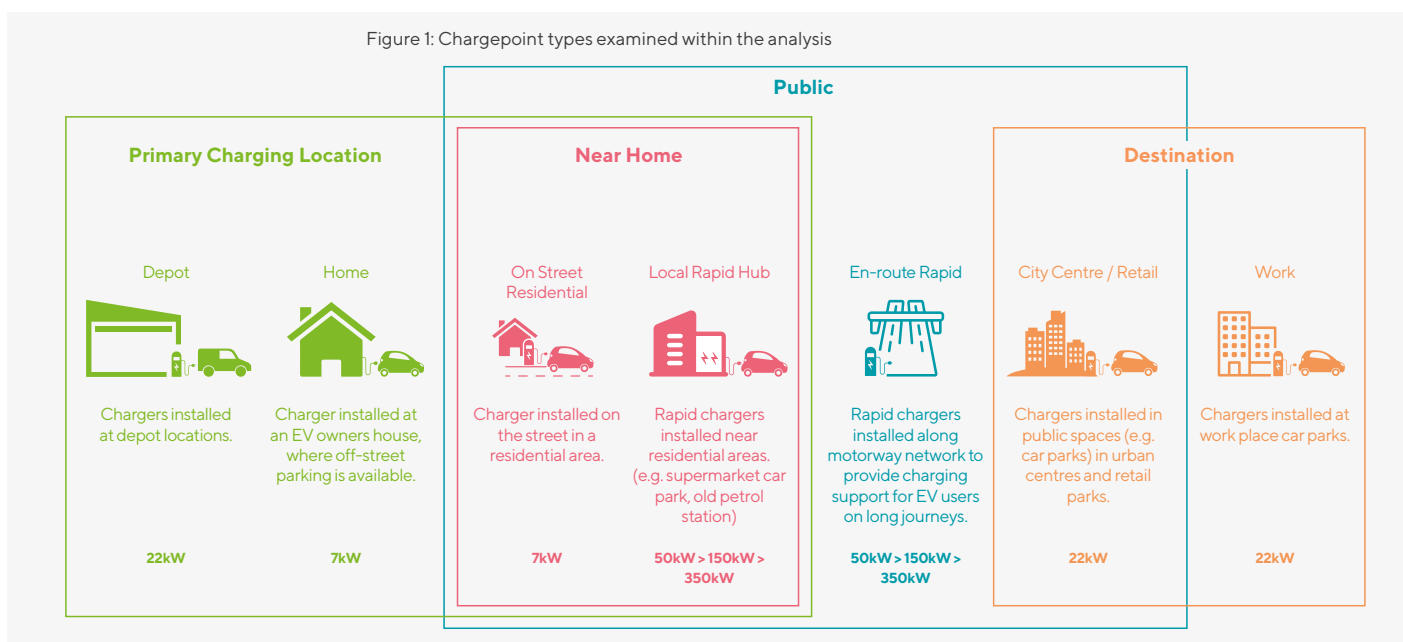 Figure 1: Chargepoint types examined within the analysis
Public
Primary Charging Location
Near Home
Destination
Depot
Chargers installed
at depot locations.
22kW
Home
Charger installed at
an EV owners house,
where off-street
parking is available.
7kW
On Street
Residential
Charger installed on
the street in a
residential area.
7kW
Local Rapid Hub
Rapid chargers
installed near
residential areas.
(e.g. supermarket car
park, old petrol
station)
50kW > 150kW >
350kW
En-route Rapid
Rapid chargers
installed along
motorway network to
provide charging
support for EV users
on long journeys.
50kW > 150kW >
350kW
City Centre / Retail
Chargers installed in
public spaces (e.g.
car parks) in urban
centres and retail
parks.
22kW
Work
Chargers installed at
work place car parks.
22kW